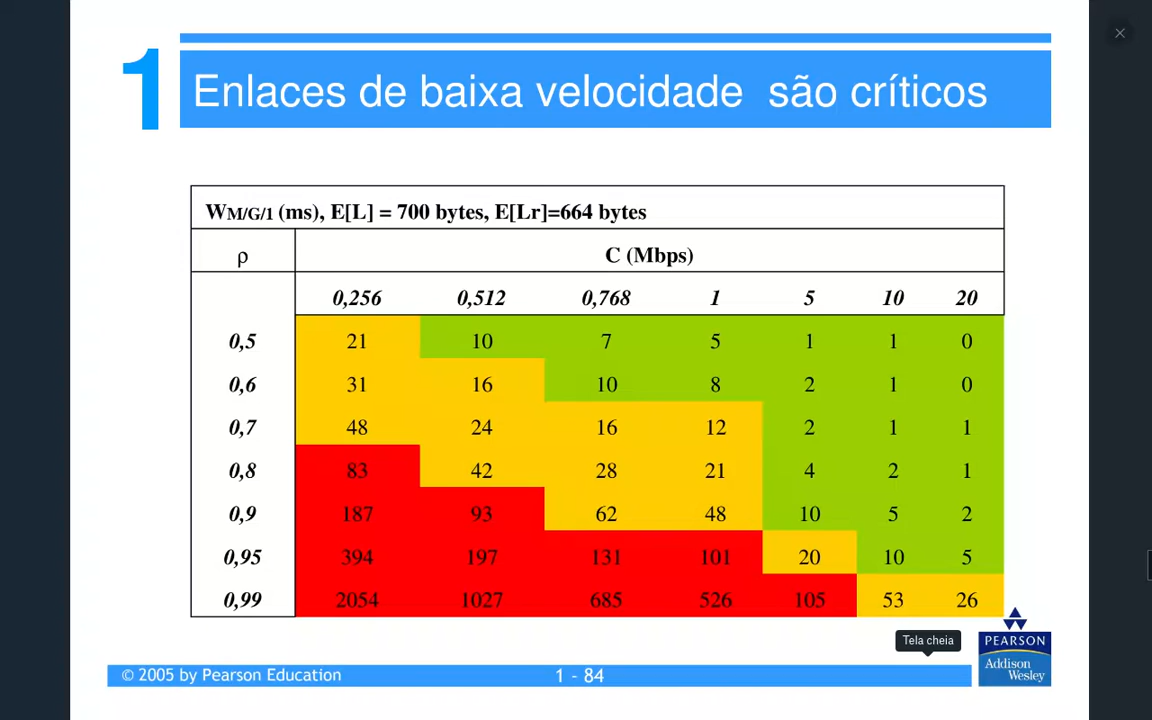 1
Enlaces de baixa velocidade são críticos
WM/G/1 (ms), E[L] = 700 bytes, E[Lr]=664 bytes
ρ C (Mbps)
0,256 0,512 0,768 1 5 10 20
0,5 21 10 7 5 1 1 0
0,6 31 16 10 8 2 1 0
0,7 48 24 16 12 2 1 1
0,8 83 42 28 21 4 2 1
0,9 187 93 62 48 10 5 2
0,95 394 197 131 101 20 10 5
0,99 2054 1027 685 526 105 53 26
Tela cheia
PEARSON
Addison
Wesley
© 2005 by Pearson Education 1 - 84